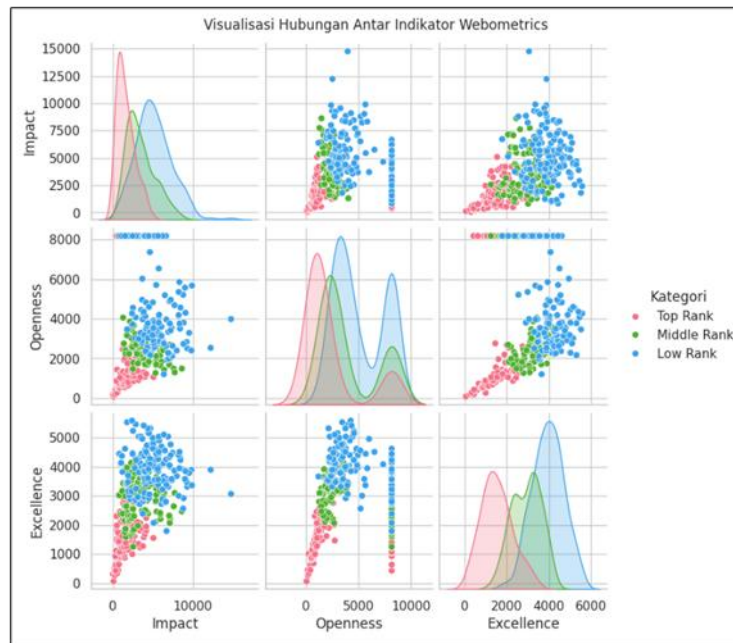 Visualisasi Hubungan Antar Indikator Webometrics
15000
12500
10000
7500
5000
2500
0
Impact
8000
6000
4000
2000
0
Openness
5000
4000
3000
2000
1000
0
Excellence
0 10000
Impact
0 5000 10000
Openness
0 2000 4000 6000
Excellence
Kategori
Top Rank
Middle Rank
Low Rank